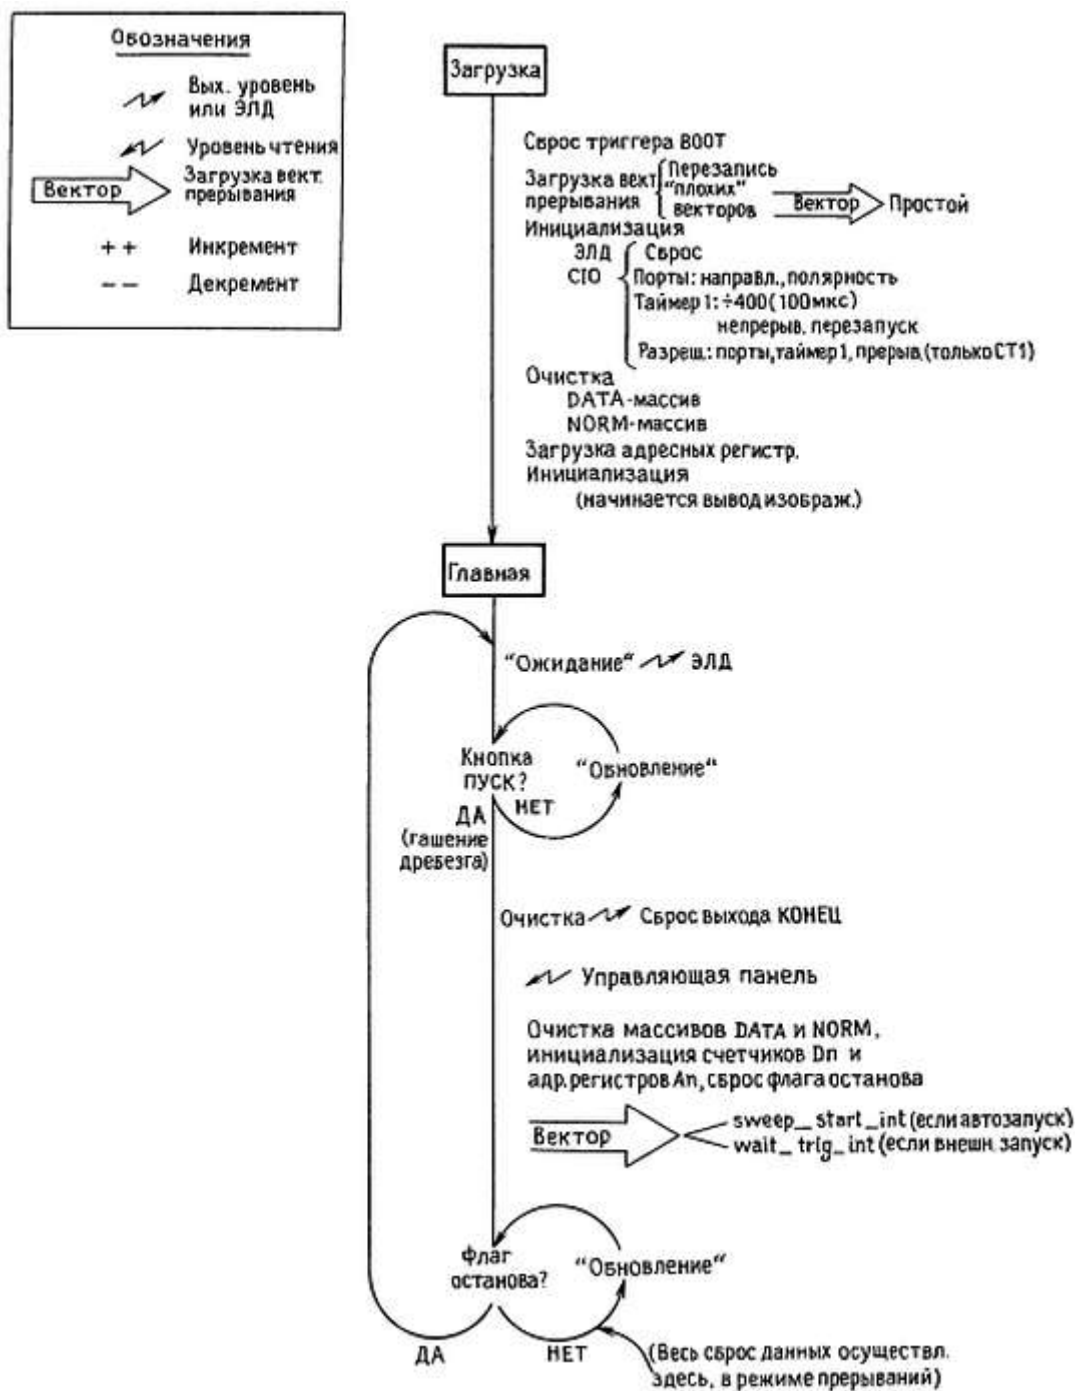 Обозначения
Вых. уровень
или ЭЛД
Уровень чтения
Вектор
Загрузка вект.
прерывания
++ Инкремент
-- Декремент
Загрузка
Сброс триггера BOOT
Загрузка вект.
прерывания
Перезапись
"плохих"
векторов
Вектор
Простой
Инициализация
ЭЛД Сброс
CIO Порты: направл., полярность
Таймер 1: ÷400 (100мкс)
непрерыв. перезапуск
Разреш.: порты, таймер 1, прерыв. (только СТ1)
Очистка
DATA-массив
NORM-массив
Загрузка адресных регистр.
Инициализация
(начинается вывод изображ.)
Главная
"Ожидание" ЭЛД
Кнопка
ПУСК?
"Обновление"
НЕТ
ДА
(гашение
дребезга)
Очистка Сброс выхода КОНЕЦ
Управляющая панель
Очистка массивов DATA и NORM,
инициализация счетчиков Dn и
адр. регистров An, сброс флага останова
Вектор
sweep_start_int (если автозапуск)
wait_trig_int (если внешн. запуск)
флаг
останова?
"Обновление"
ДА
НЕТ
(Весь сброс данных осуществл.
здесь, в режиме прерываний)